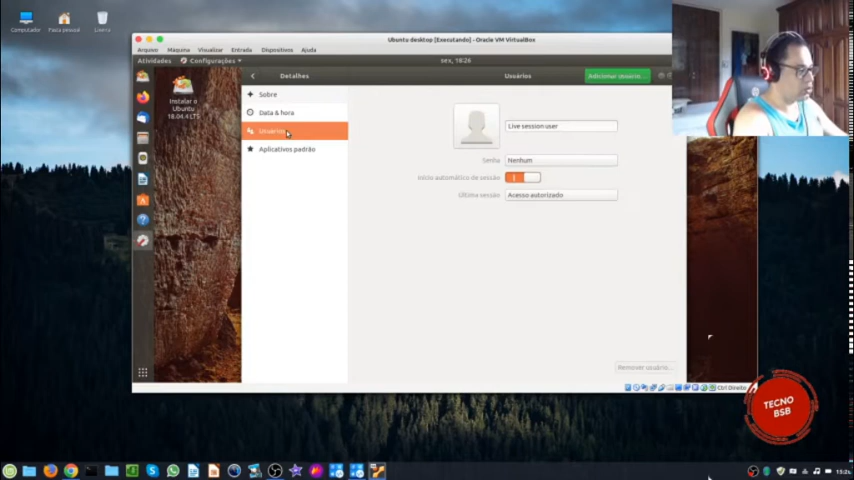 Computador
Pasta pessoal
Lixeira
Ubuntu desktop [Executando] - Oracle VM VirtualBox
Arquivo Máquina Visualizar Entrada Dispositivos Ajuda
Atividades
Configurações
sex, 18:26
Detalhes
Usuários
Adicionar usuário...
Instalar o
Ubuntu
18.04.4 LTS
Sobre
Data & hora
Usuários
Aplicativos padrão
Live session user
Senha
Nenhum
Início automático de sessão
Última sessão
Acesso autorizado
Remover usuário...
Ctrl Direito
TECNO
BSB